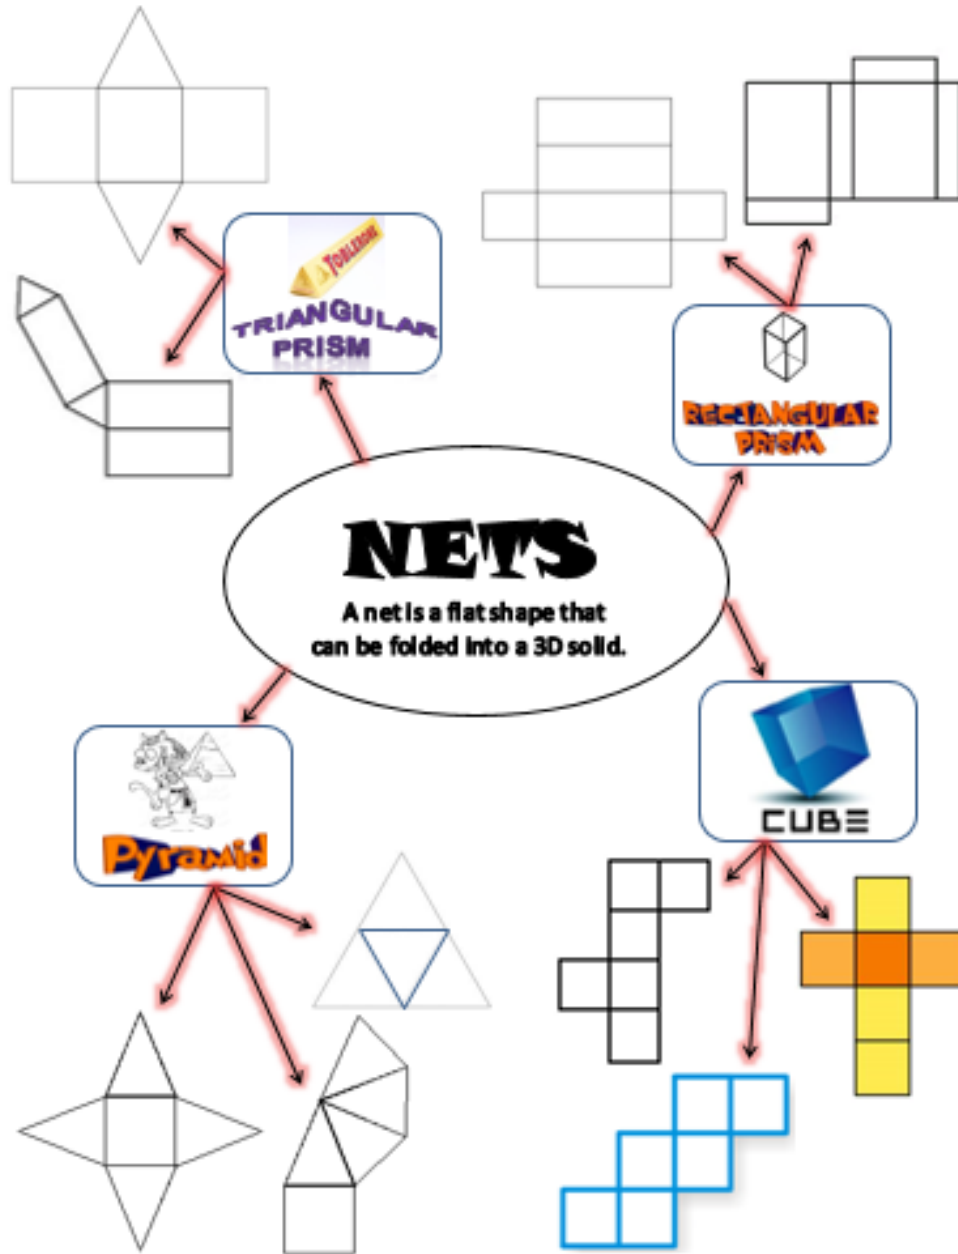 TOBLERONE
TRIANGULAR
PRISM
RECTANGULAR
PRISM
NETS
A net is a flat shape that
can be folded into a 3D solid.
Pyramid
CUBE